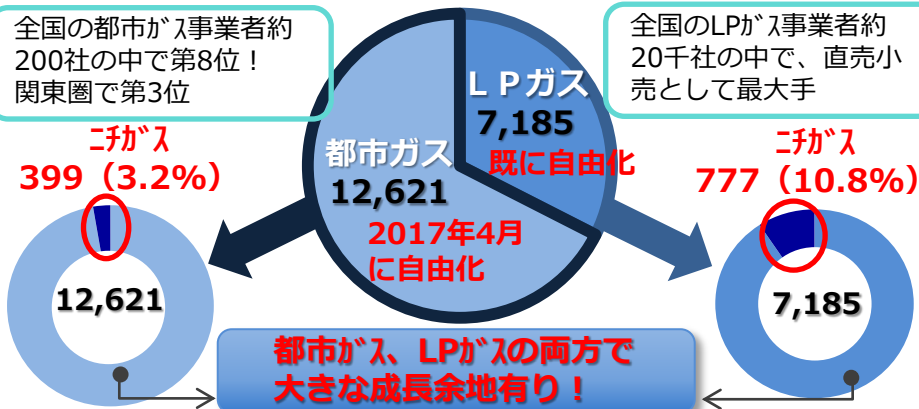 全国の都市ガス事業者約
200社の中で第8位！
関東圏で第3位
ニチガス
399（3.2%）
12,621
ＬＰガス
7,185
既に自由化
都市ガス
12,621
2017年4月
に自由化
全国のLPガス事業者約
20千社の中で、直売小
売として最大手
ニチガス
777（10.8%）
7,185
都市ガス、LPガスの両方で
大きな成長余地有り！